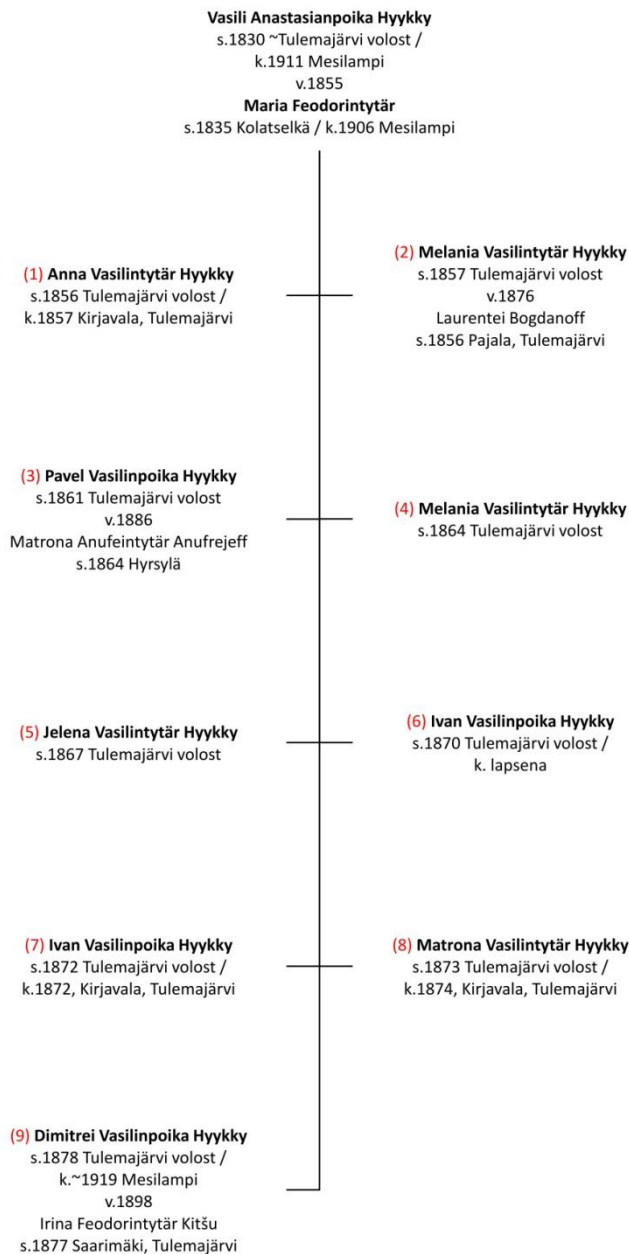 Vasili Anastasianpoika Hyykky
s.1830 ~Tulemajärvi volost /
k.1911 Mesilampi
v.1855
Maria Feodorintytär
s.1835 Kolatselkä / k.1906 Mesilampi
(1) Anna Vasilintytär Hyykky
s.1856 Tulemajärvi volost /
k.1857 Kirjavala, Tulemajärvi
(2) Melania Vasilintytär Hyykky
s.1857 Tulemajärvi volost
v.1876
Laurentei Bogdanoff
s.1856 Pajala, Tulemajärvi
(3) Pavel Vasilinpoika Hyykky
s.1861 Tulemajärvi volost
v.1886
Matrona Anufeintytär Anufrejeff
s.1864 Hyrsylä
(4) Melania Vasilintytär Hyykky
s.1864 Tulemajärvi volost
(5) Jelena Vasilintytär Hyykky
s.1867 Tulemajärvi volost
(6) Ivan Vasilinpoika Hyykky
s.1870 Tulemajärvi volost /
k. lapsena
(7) Ivan Vasilinpoika Hyykky
s.1872 Tulemajärvi volost /
k.1872, Kirjavala, Tulemajärvi
(8) Matrona Vasilintytär Hyykky
s.1873 Tulemajärvi volost /
k.1874, Kirjavala, Tulemajärvi
(9) Dimitrei Vasilinpoika Hyykky
s.1878 Tulemajärvi volost /
k.~1919 Mesilampi
v.1898
Irina Feodorintytär Kitšu
s.1877 Saarimäki, Tulemajärvi